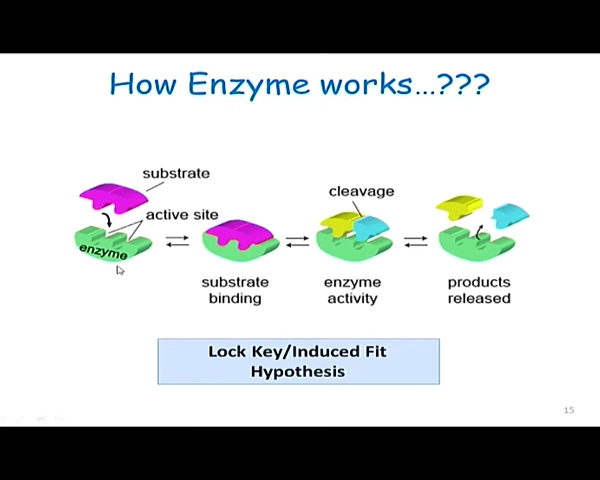 How Enzyme works...???
substrate
active site
enzyme
cleavage
substrate
binding
enzyme
activity
products
released
Lock Key/Induced Fit
Hypothesis
15